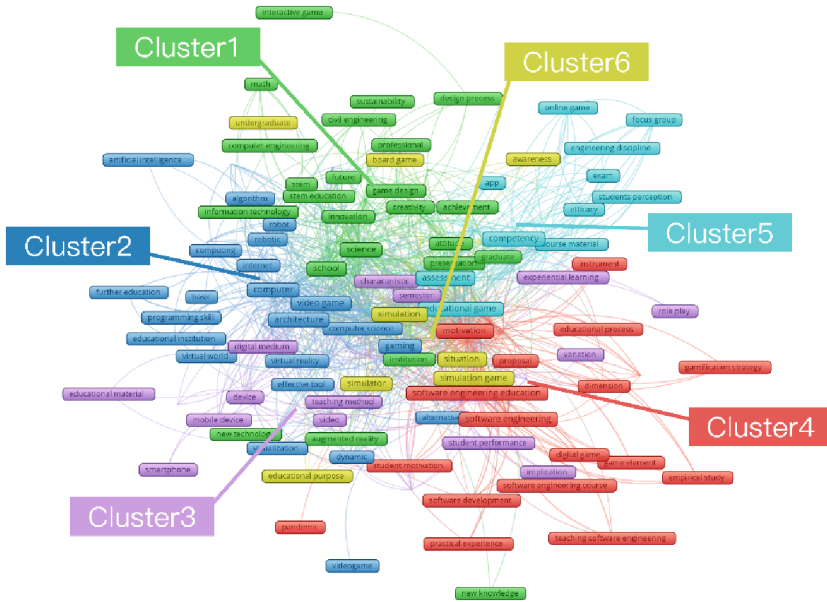 interactive game
Cluster1
Cluster6
math
sustainability
design process
online game
undergraduate
civil engineering
focus group
computer engineering
professional
engineering discipline
artificial intelligence
board game
awareness
exam
stem
future
app
algorithm
stem education
game design
students perception
information technology
creativity
achievement
efficacy
innovation
robot
Cluster5
Cluster2
robotic
attitude
competency
course material
computing
science
presentation
graduate
internet
school
assessment
instrument
characteristic
experiential learning
further education
computer
semester
video game
educational game
role play
programming skill
architecture
simulation
computer science
motivation
educational process
educational institution
digital medium
gaming
variation
virtual world
virtual reality
institution
situation
proposal
gamification strategy
effective tool
simulator
simulation game
dimension
educational material
device
teaching method
software engineering education
mobile device
video
alternative
software engineering
Cluster4
new technology
augmented reality
student performance
visualization
dynamic
digital game
game element
smartphone
educational purpose
student motivation
implication
empirical study
software engineering course
Cluster3
software development
pandemic
practical experience
teaching software engineering
videogame
new knowledge